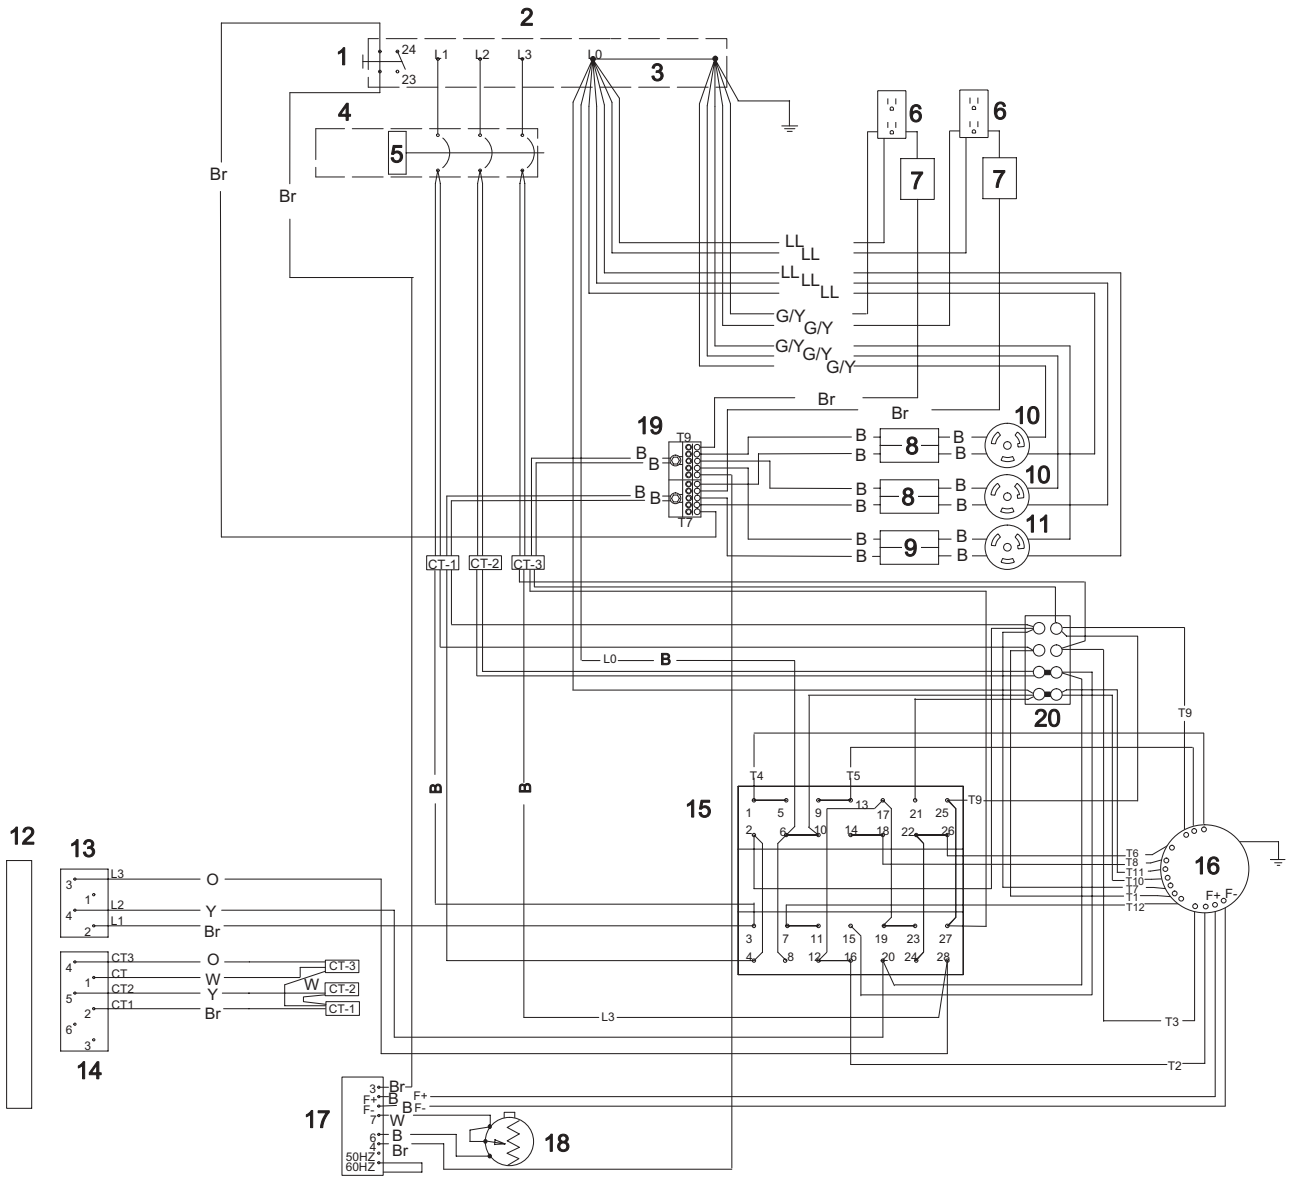 2
1
24
L1
L2
L3
L0
3
23
4
5
6
6
7
7
Br
Br
LL
LL
LL
LL
LL
G/Y
G/Y
G/Y
G/Y
G/Y
Br
Br
19
T9
10
B
8
B
B
B
B
B
10
B
8
B
B
B
B
B
T7
11
B
9
B
B
B
CT-1
CT-2
CT-3
L0
B
20
T9
T4
T5
T9
B
B
15
1
5
9
13
17
21
25
2
6
10
14
18
22
26
3
7
11
15
19
23
27
4
8
12
16
20
24
28
T6
T8
T11
T10
T7
T1
T12
16
F+
F-
12
13
3
L3
O
1
4
L2
Y
2
L1
Br
4
CT3
O
CT-3
1
CT
W
W
5
CT2
Y
CT-2
2
CT1
Br
CT-1
6
3
14
L3
T3
T2
17
3
Br
F+
B
F+
F-
B
F-
7
W
6
B
4
Br
50HZ
60HZ
18